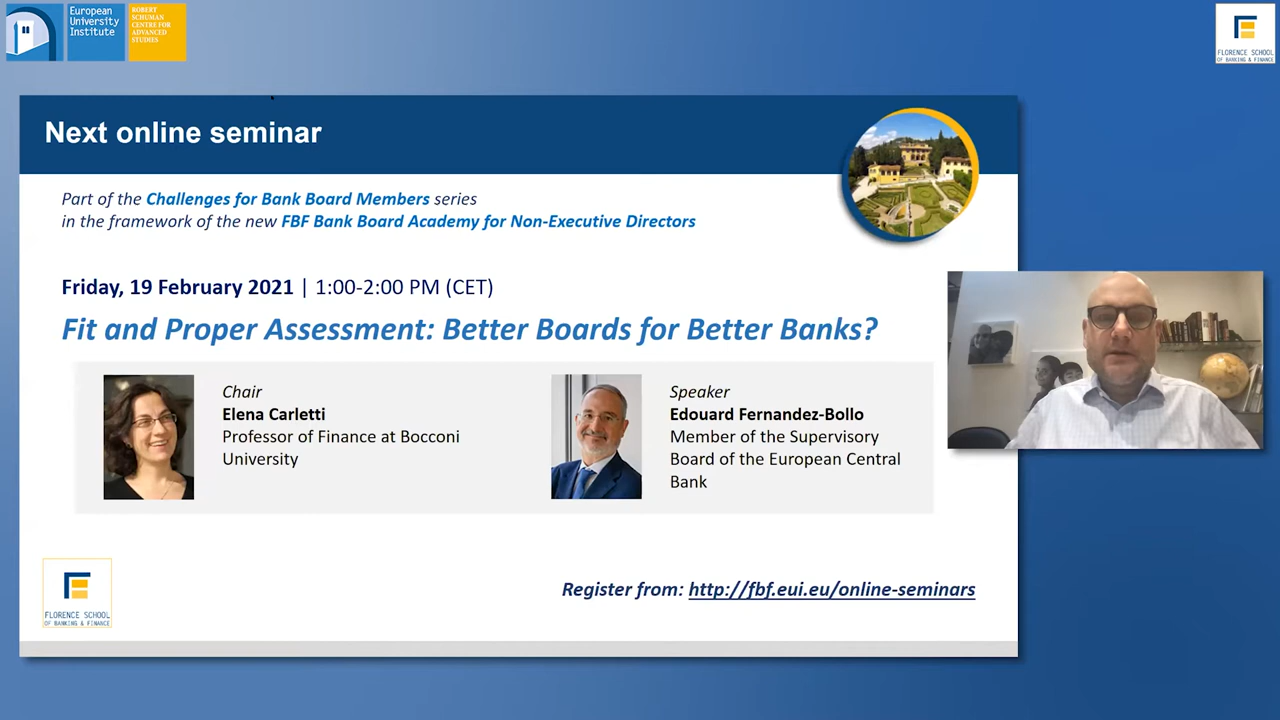 European
University
Institute
ROBERT
SCHUMAN
CENTRE FOR
ADVANCED
STUDIES
FLORENCE SCHOOL
OF BANKING & FINANCE
Next online seminar
Part of the Challenges for Bank Board Members series
in the framework of the new FBF Bank Board Academy for Non-Executive Directors
Friday, 19 February 2021 | 1:00-2:00 PM (CET)
Fit and Proper Assessment: Better Boards for Better Banks?
Chair
Elena Carletti
Professor of Finance at Bocconi
University
Speaker
Edouard Fernandez-Bollo
Member of the Supervisory
Board of the European Central
Bank
FLORENCE SCHOOL
OF BANKING & FINANCE
Register from: http://fbf.eui.eu/online-seminars